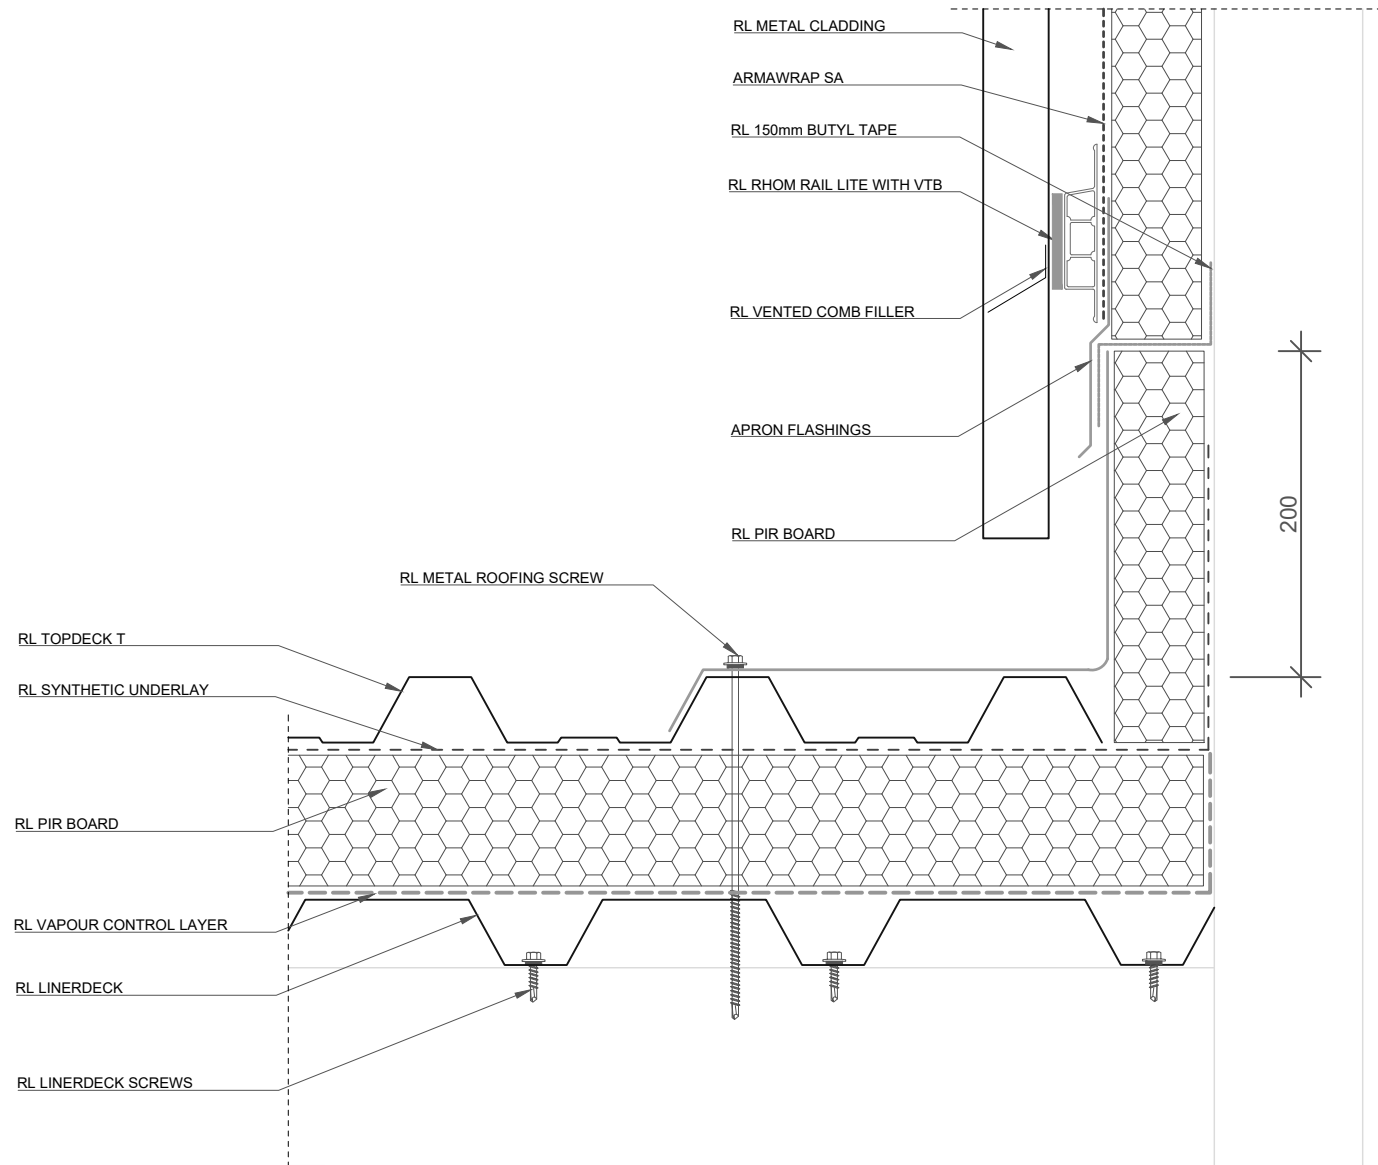 RL METAL CLADDING
ARMAWRAP SA
RL 150mm BUTYL TAPE
RL RHOM RAIL LITE WITH VTB
RL VENTED COMB FILLER
APRON FLASHINGS
RL PIR BOARD
200
RL METAL ROOFING SCREW
RL TOPDECK T
RL SYNTHETIC UNDERLAY
RL PIR BOARD
RL VAPOUR CONTROL LAYER
RL LINERDECK
RL LINERDECK SCREWS